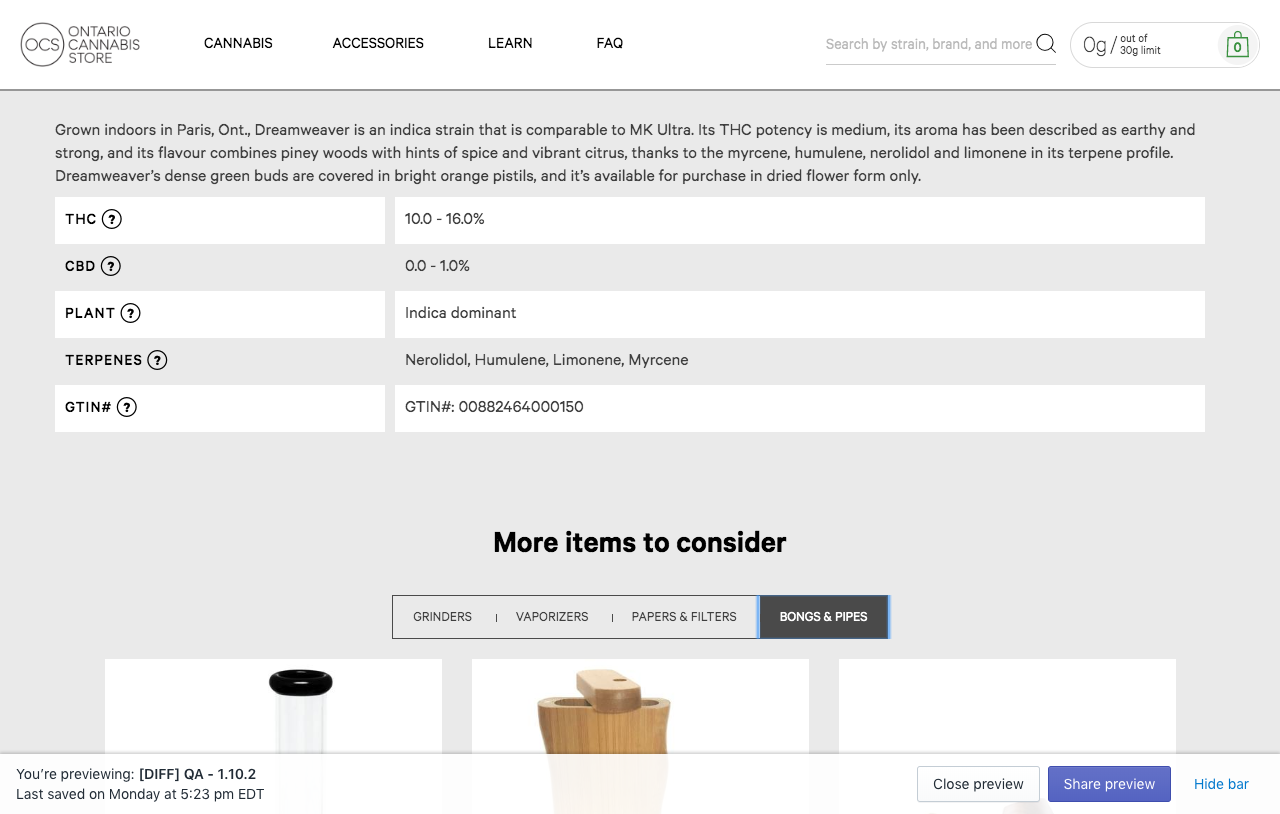 OCS ONTARIO CANNABIS STORE
CANNABIS
ACCESSORIES
LEARN
FAQ
Search by strain, brand, and more
0g / out of 30g limit
0
Grown indoors in Paris, Ont., Dreamweaver is an indica strain that is comparable to MK Ultra. Its THC potency is medium, its aroma has been described as earthy and
strong, and its flavour combines piney woods with hints of spice and vibrant citrus, thanks to the myrcene, humulene, nerolidol and limonene in its terpene profile.
Dreamweaver’s dense green buds are covered in bright orange pistils, and it’s available for purchase in dried flower form only.
THC ? 10.0 - 16.0%
CBD ? 0.0 - 1.0%
PLANT ? Indica dominant
TERPENES ? Nerolidol, Humulene, Limonene, Myrcene
GTIN# ? GTIN#: 00882464000150
More items to consider
GRINDERS | VAPORIZERS | PAPERS & FILTERS BONGS & PIPES
You’re previewing: [DIFF] QA - 1.10.2
Last saved on Monday at 5:23 pm EDT
Close preview
Share preview
Hide bar